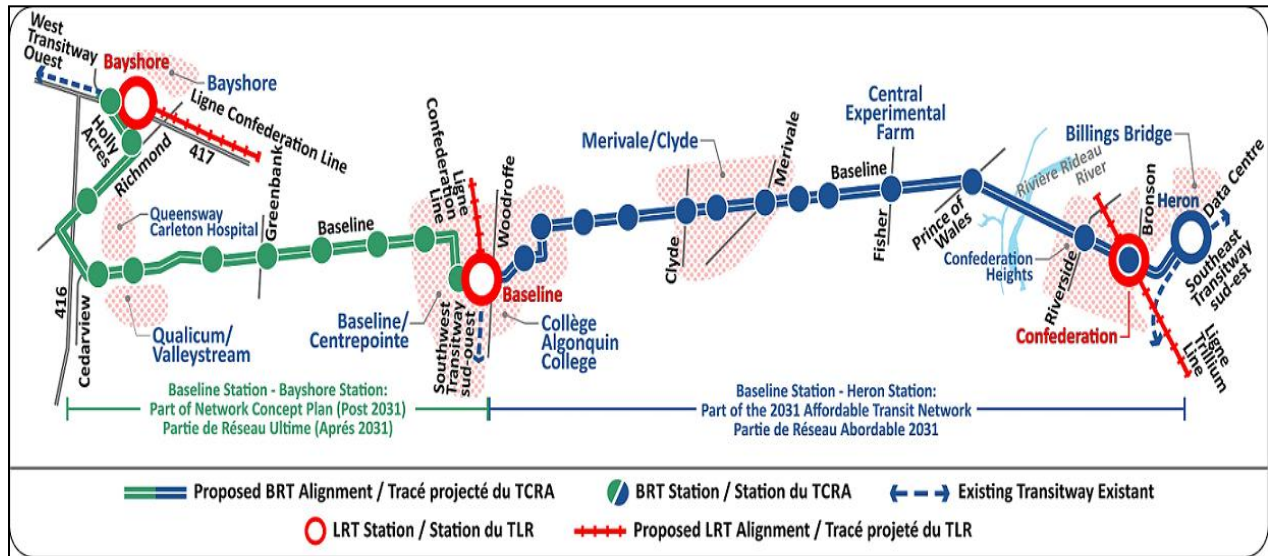 West
Transitway
Ouest
Bayshore
Bayshore
Ligne Confederation Line
417
Holly
Acres
Richmond
Queensway
Carleton Hospital
Greenbank
Baseline
416
Cedarview
Qualicum/
Valleystream
Baseline/
Centrepointe
Confederation
Line
Ligne
Woodroffe
Baseline
Southwest
Transitway
sud-ouest
Collège
Algonquin
College
Merivale/Clyde
Clyde
Merivale
Baseline
Central
Experimental
Farm
Fisher
Prince of
Wales
Rivière Rideau
River
Confederation
Heights
Riverside
Billings Bridge
Bronson
Heron
Data Centre
Southeast
Transitway
sud-est
Confederation
Ligne
Trillium
Line
Baseline Station - Bayshore Station:
Part of Network Concept Plan (Post 2031)
Partie de Réseau Ultime (Aprés 2031)
Baseline Station - Heron Station:
Part of the 2031 Affordable Transit Network
Partie de Réseau Abordable 2031
Proposed BRT Alignment / Tracé projecté du TCRA
BRT Station / Station du TCRA
Existing Transitway Existant
LRT Station / Station du TLR
Proposed LRT Alignment / Tracé projeté du TLR